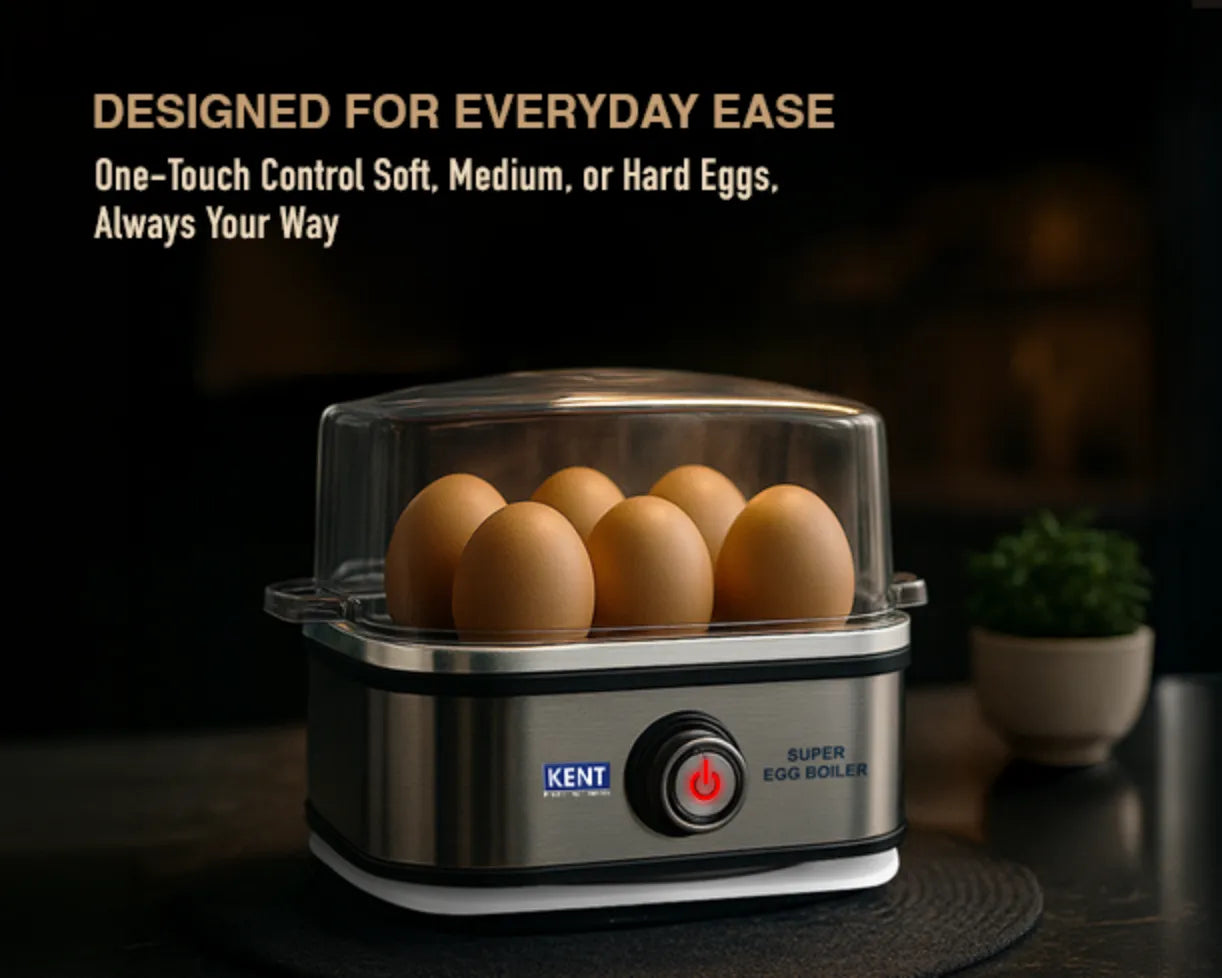 DESIGNED FOR EVERYDAY EASE
One-Touch Control Soft, Medium, or Hard Eggs,
Always Your Way
KENT
SUPER
EGG BOILER